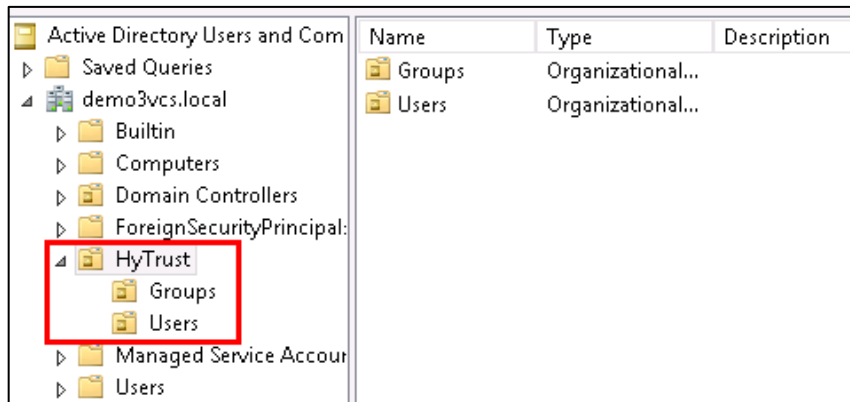 Active Directory Users and Com
Saved Queries
demo3vcs.local
Builtin
Computers
Domain Controllers
ForeignSecurityPrincipal:
HyTrust
Groups
Users
Managed Service Accour
Users
Name Type Description
Groups Organizational...
Users Organizational...